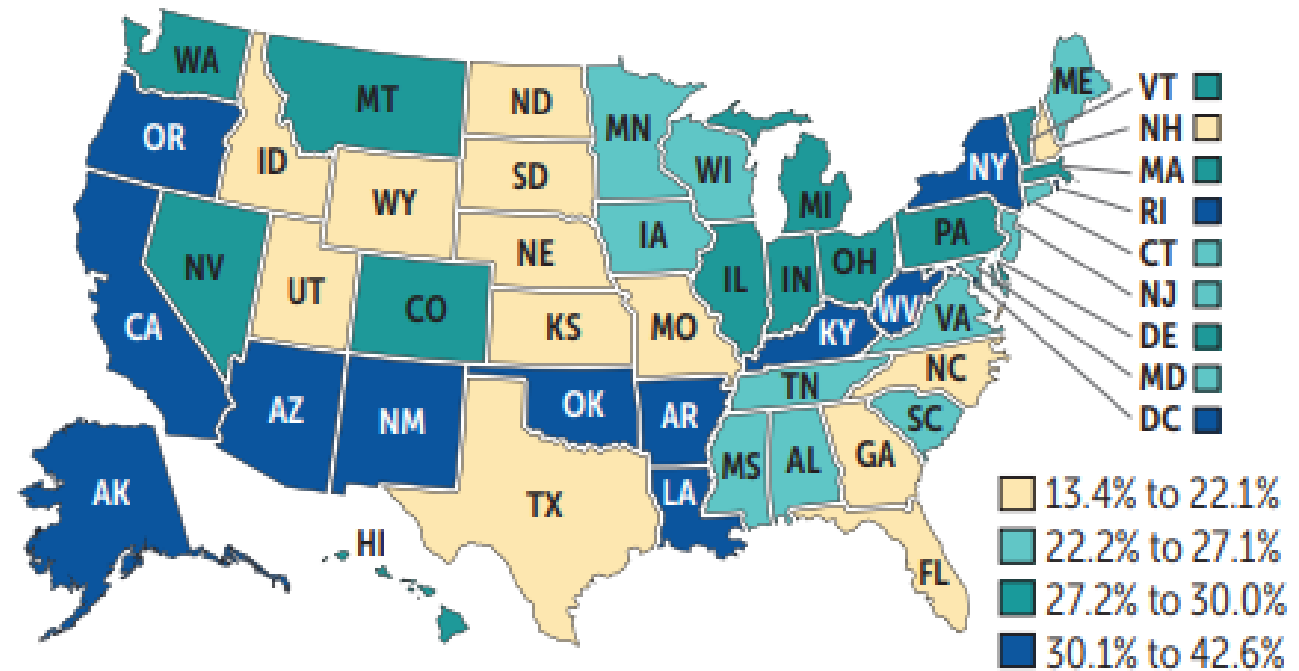 WA
MT
ND
MN
ME
VT
OR
ID
SD
WI
NH
WY
MI
NY
MA
RI
NE
IA
PA
CT
NV
UT
CO
IL
IN
OH
NJ
CA
KS
MO
KY
WV
VA
DE
MD
AZ
NM
OK
AR
TN
NC
DC
SC
MS
AL
GA
AK
TX
LA
HI
FL
13.4% to 22.1%
22.2% to 27.1%
27.2% to 30.0%
30.1% to 42.6%